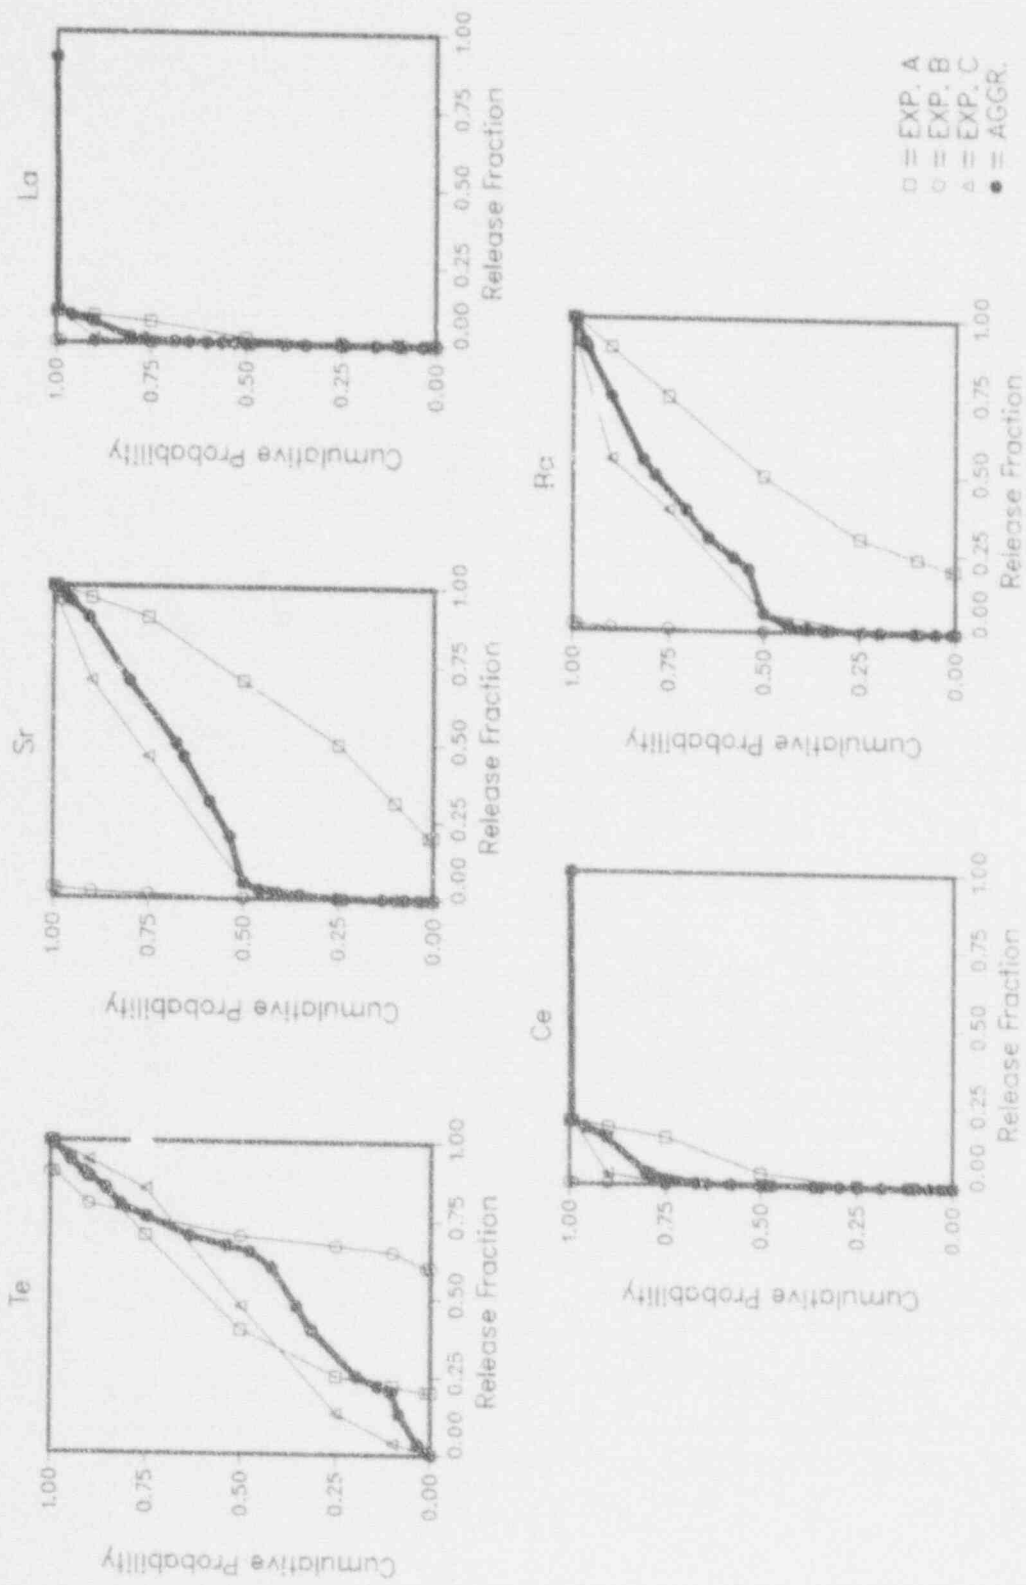 Te
Cumulative Probability
1.00
0.75
0.50
0.25
0.00
0.00 0.25 0.50 0.75 1.00
Release Fraction
Sr
Cumulative Probability
1.00
0.75
0.50
0.25
0.00
0.00 0.25 0.50 0.75 1.00
Release Fraction
La
Cumulative Probability
1.00
0.75
0.50
0.25
0.00
0.00 0.25 0.50 0.75 1.00
Release Fraction
Ce
Cumulative Probability
1.00
0.75
0.50
0.25
0.00
0.00 0.25 0.50 0.75 1.00
Release Fraction
Ba
Cumulative Probability
1.00
0.75
0.50
0.25
0.00
0.00 0.25 0.50 0.75 1.00
Release Fraction
□ = EXP. A
○ = EXP. B
△ = EXP. C
● = AGGR.